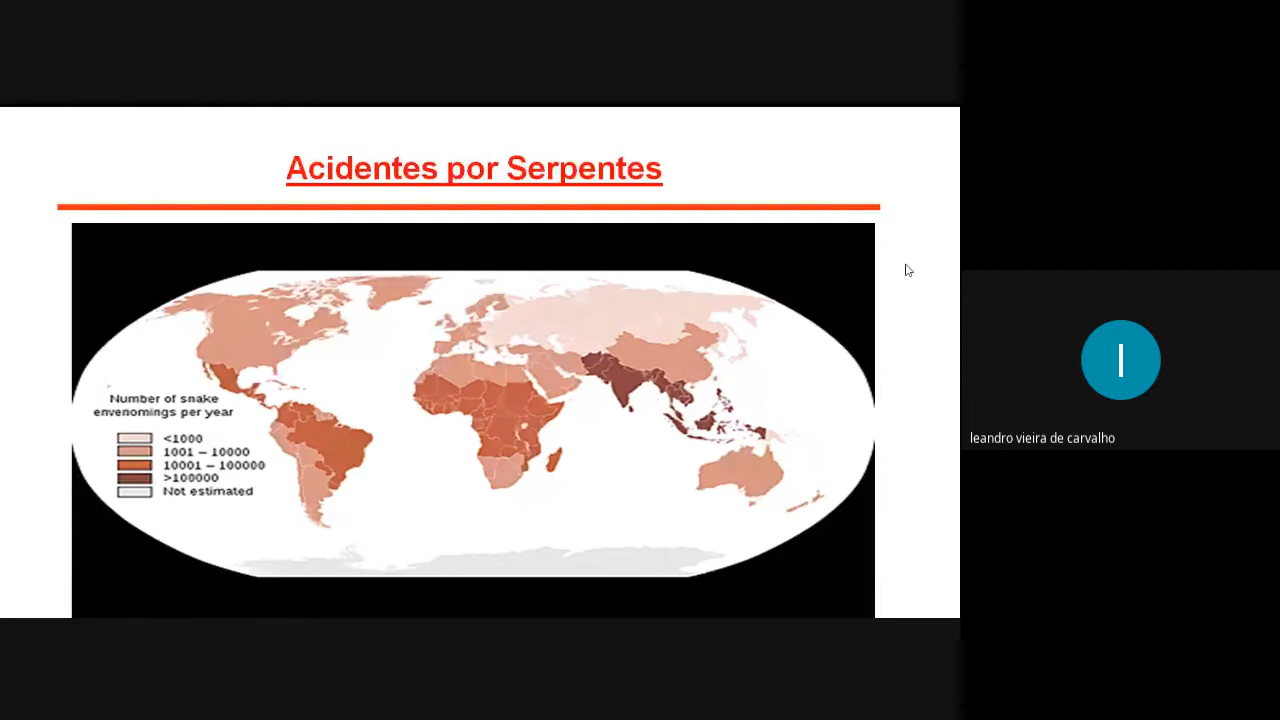 Acidentes por Serpentes
Number of snake
envenomings per year
<1000
1001 – 10000
10001 – 100000
>100000
Not estimated
l
leandro vieira de carvalho